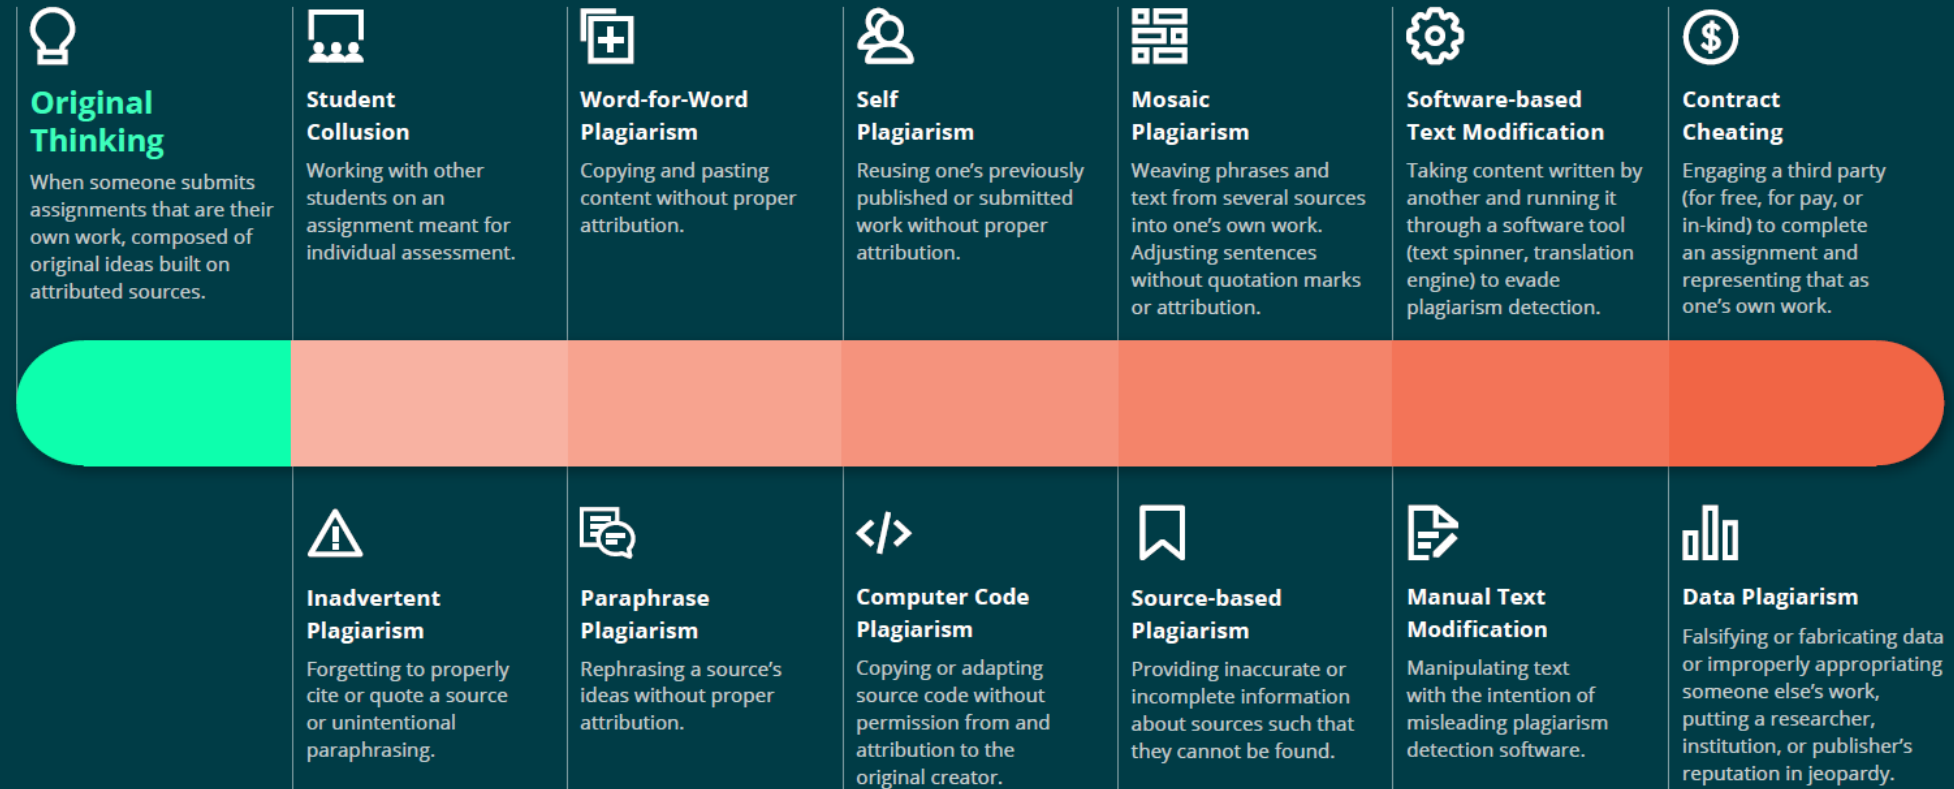 Original
Thinking
When someone submits
assignments that are their
own work, composed of
original ideas built on
attributed sources.
Student
Collusion
Working with other
students on an
assignment meant for
individual assessment.
Word-for-Word
Plagiarism
Copying and pasting
content without proper
attribution.
Self
Plagiarism
Reusing one’s previously
published or submitted
work without proper
attribution.
Mosaic
Plagiarism
Weaving phrases and
text from several sources
into one’s own work.
Adjusting sentences
without quotation marks
or attribution.
Software-based
Text Modification
Taking content written by
another and running it
through a software tool
(text spinner, translation
engine) to evade
plagiarism detection.
$
Contract
Cheating
Engaging a third party
(for free, for pay, or
in-kind) to complete
an assignment and
representing that as
one’s own work.
Inadvertent
Plagiarism
Forgetting to properly
cite or quote a source
or unintentional
paraphrasing.
Paraphrase
Plagiarism
Rephrasing a source’s
ideas without proper
attribution.
</>
Computer Code
Plagiarism
Copying or adapting
source code without
permission from and
attribution to the
original creator.
Source-based
Plagiarism
Providing inaccurate or
incomplete information
about sources such that
they cannot be found.
Manual Text
Modification
Manipulating text
with the intention of
misleading plagiarism
detection software.
Data Plagiarism
Falsifying or fabricating data
or improperly appropriating
someone else’s work,
putting a researcher,
institution, or publisher’s
reputation in jeopardy.